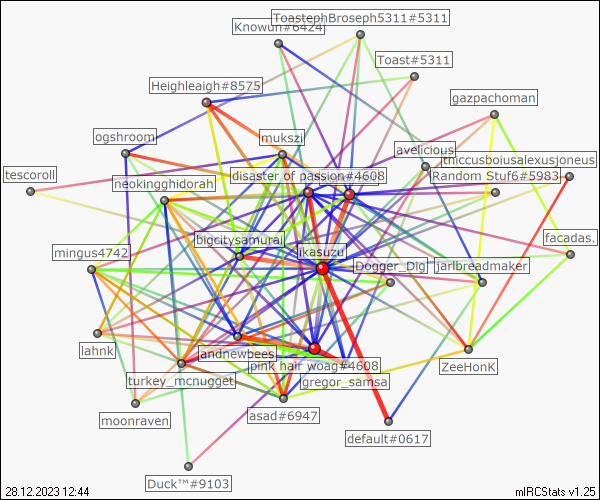 ToastephBroseph5311#5311
Knowun#6424
Toast#5311
Heighleaigh#8575
gazpachoman
ogshroom
mukszi
avelicious
thiccusboiusalexusjoneus
tescoroll
disaster of passion#4608
Random Stuf6#5983
neokingghidorah
bigcitysamurai
ikasuzu
facadas.
mingus4742
Dogger_Dig
jarlbreadmaker
lahnk
andnewbees
pink hair woag#4608
ZeeHonK
turkey_mcnugget
gregor_samsa
moonraven
asad#6947
default#0617
Duck™#9103
28.12.2023 12:44
mIRCStats v1.25